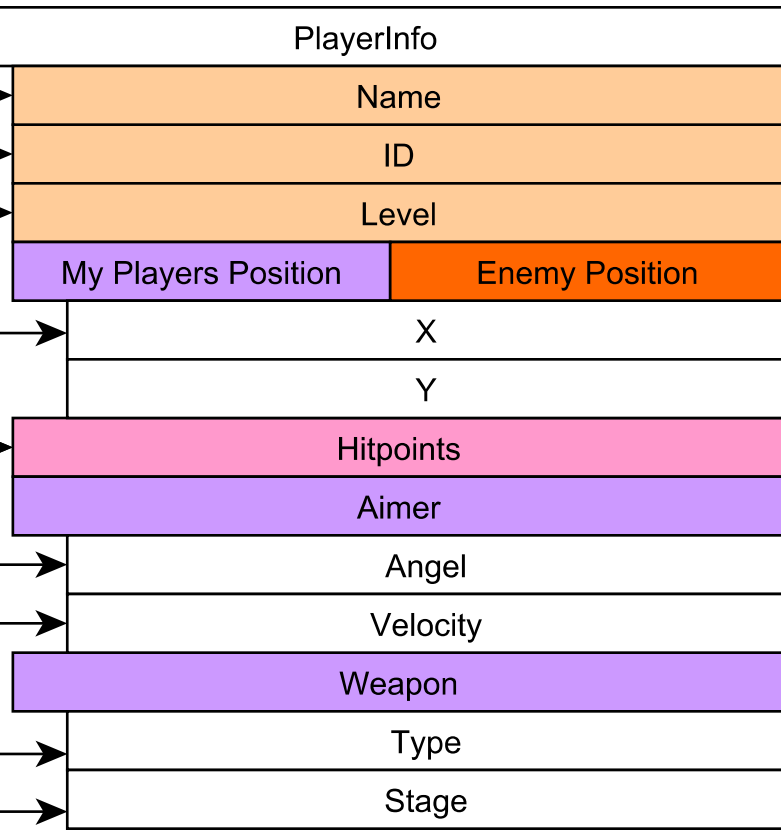 PlayerInfo
Name
ID
Level
My Players Position Enemy Position
X
Y
Hitpoints
Aimer
Angel
Velocity
Weapon
Type
Stage